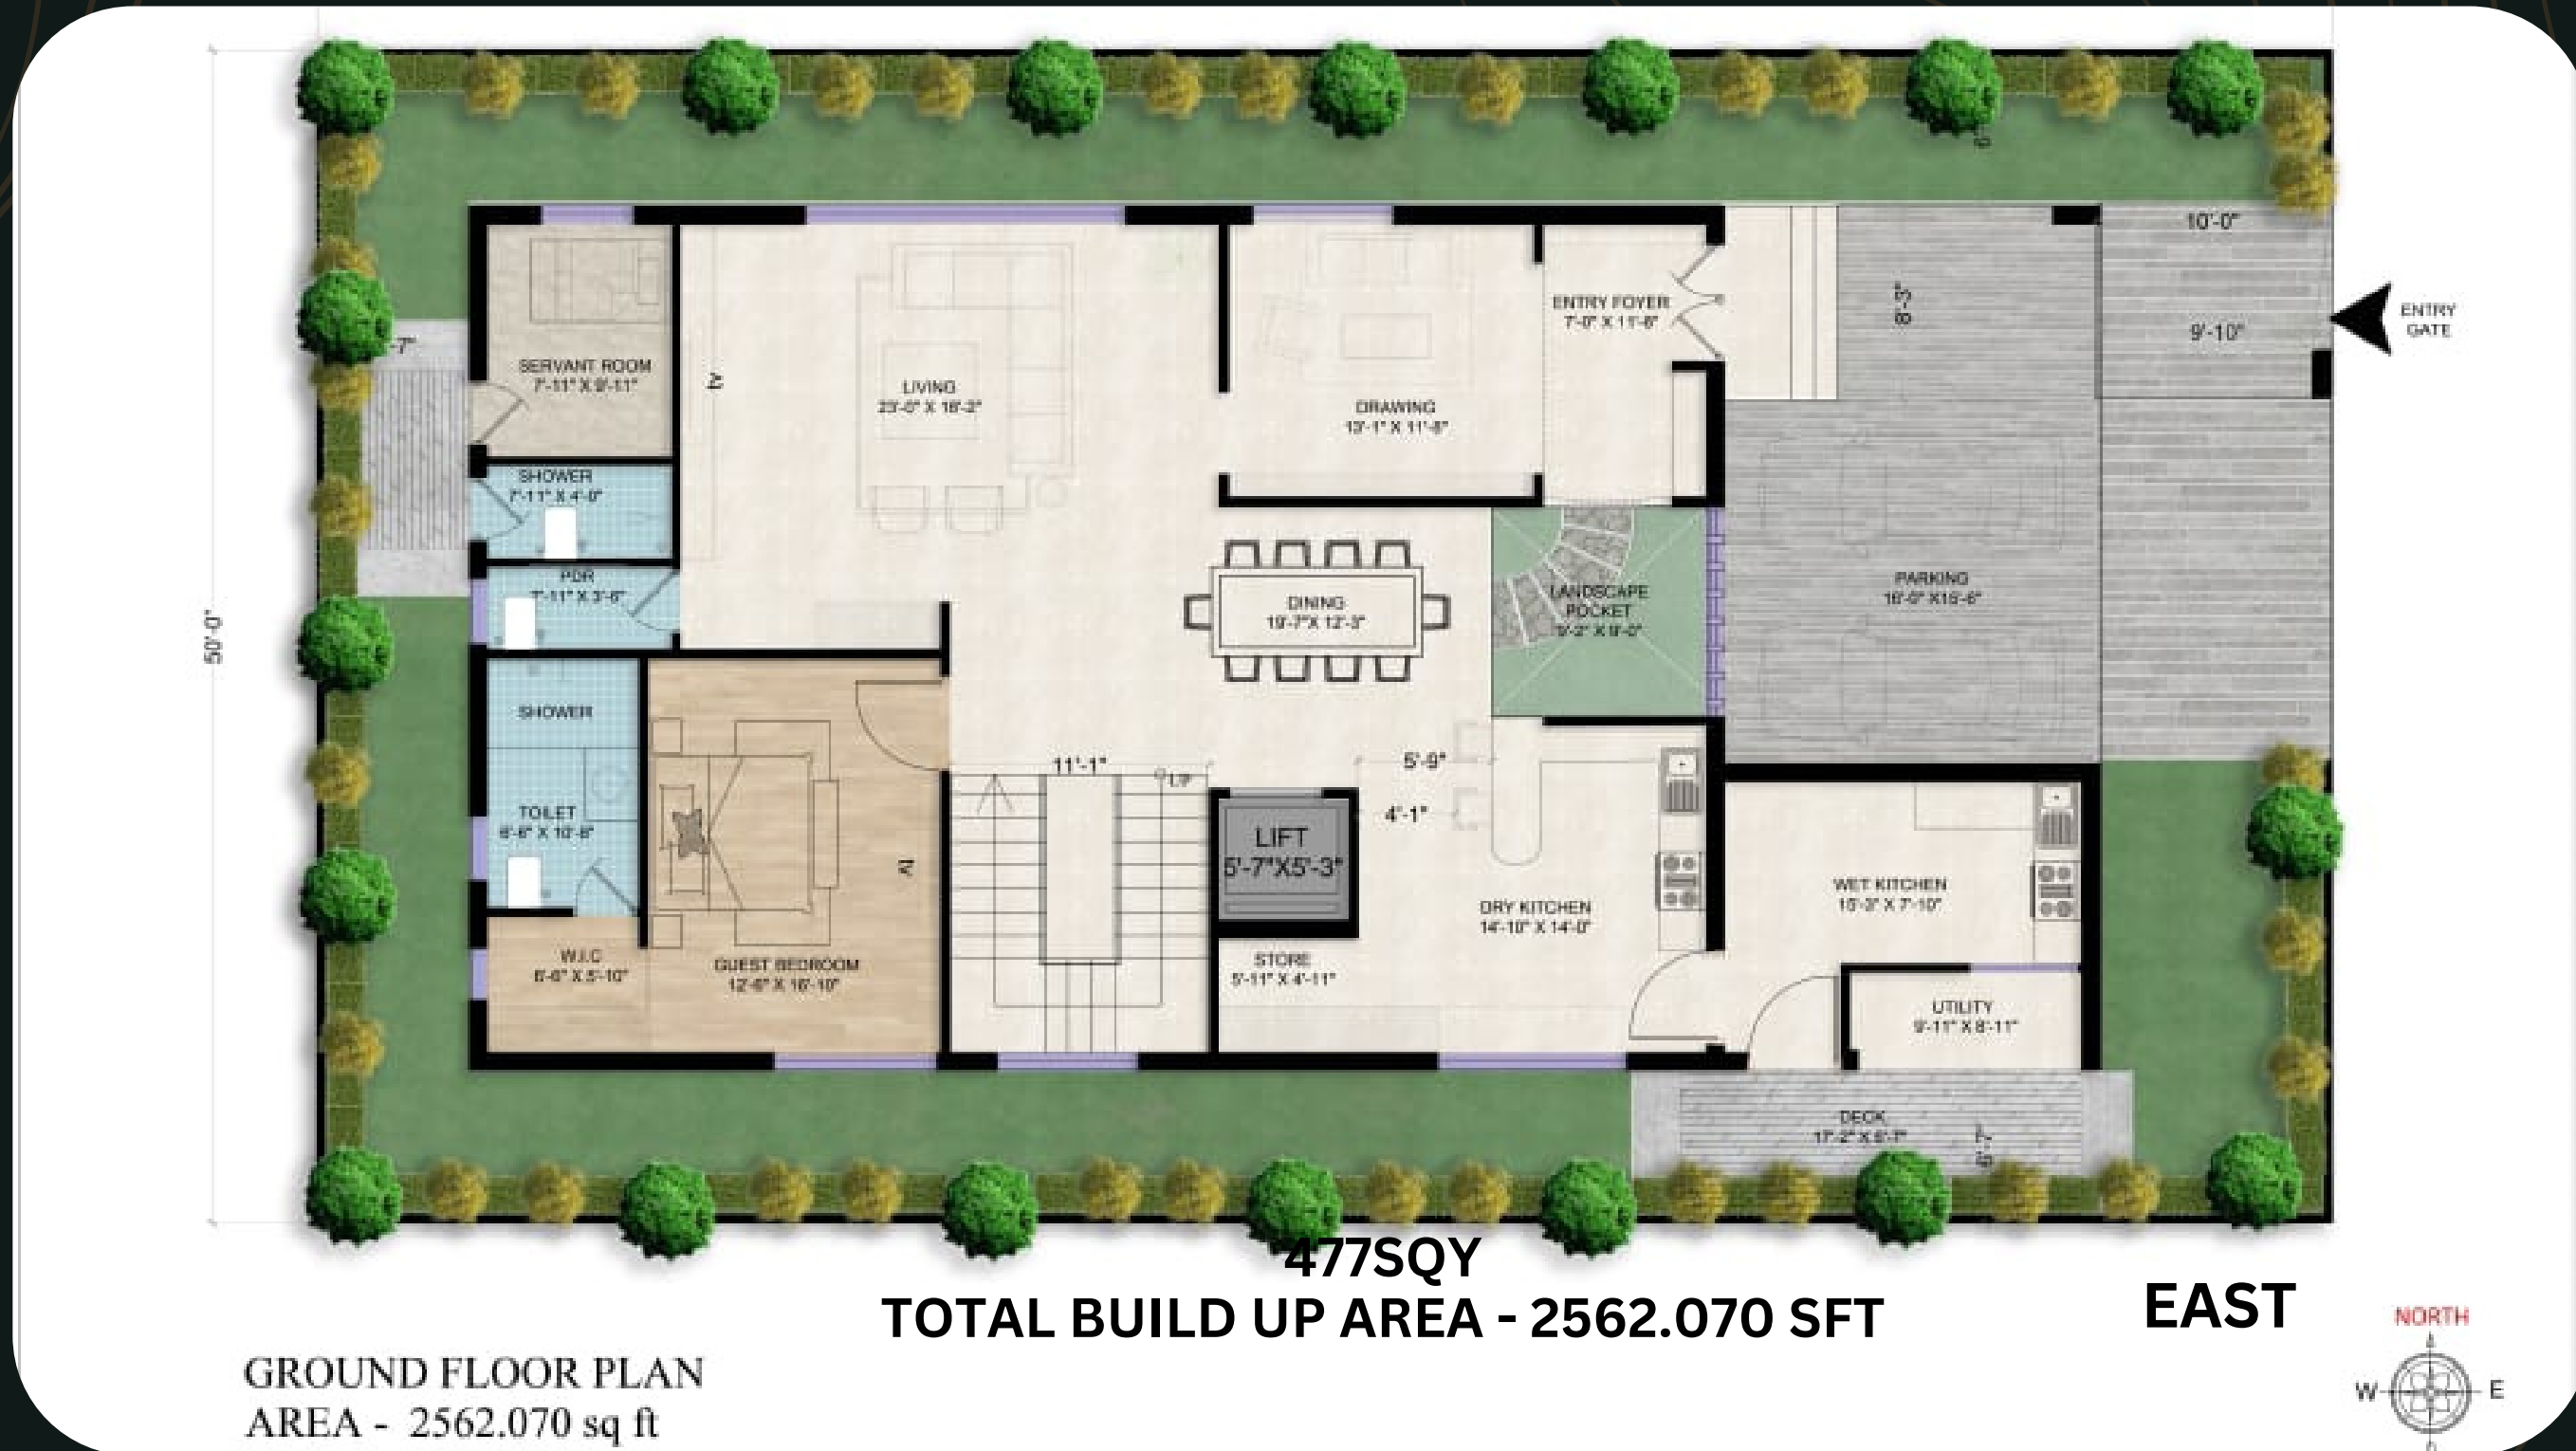 10'-0"
ENTRY
GATE
9'-10"
8'-3"
ENTRY FOYER
7'-0" X 11'-6"
SERVANT ROOM
7'-11" X 9'-11"
LIVING
23'-0" X 18'-2"
DRAWING
13'-1" X 11'-6"
SHOWER
7'-11" X 4'-0"
PDR
7'-11" X 3'-6"
50'-0"
DINING
19'-7" X 12'-3"
LANDSCAPE
POCKET
PARKING
SHOWER
TOILET
6'-6" X 10'-8"
11'-1"
UP
5'-9"
4'-1"
LIFT
5'-7"X5'-3"
DRY KITCHEN
14'-10" X 14'-0"
WET KITCHEN
15'-3" X 7'-10"
W.I.C
6'-6" X 5'-10"
GUEST BEDROOM
12'-6" X 16'-10"
STORE
5'-11" X 4'-11"
UTILITY
9'-11" X 8'-11"
DECK
477SQY
TOTAL BUILD UP AREA - 2562.070 SFT
EAST
NORTH
W
E
GROUND FLOOR PLAN
AREA - 2562.070 sq ft